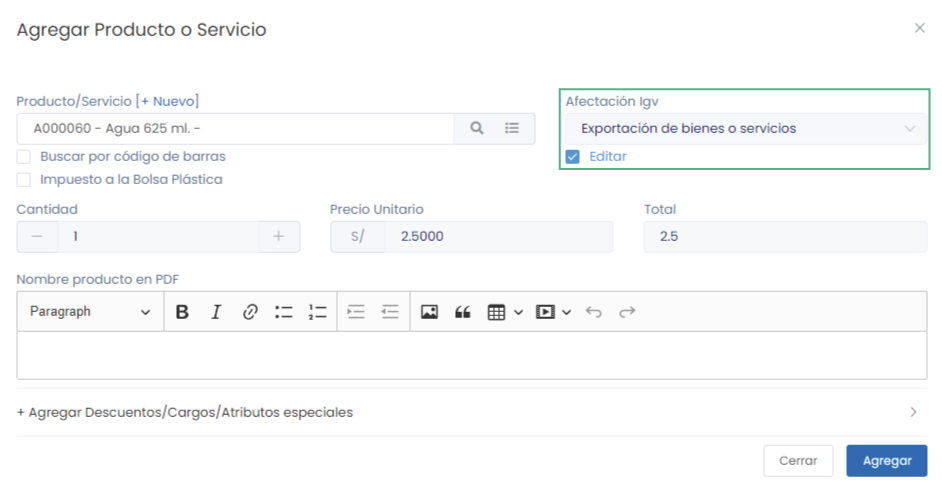 Agregar Producto o Servicio
Producto/Servicio [+ Nuevo]
Afectación Igv
A000060 - Agua 625 ml. -
Exportación de bienes o servicios
Buscar por código de barras
Editar
Impuesto a la Bolsa Plástica
Cantidad
Precio Unitario
Total
1
S/ 2.5000
2.5
Nombre producto en PDF
Paragraph
+ Agregar Descuentos/Cargos/Atributos especiales
Cerrar
Agregar